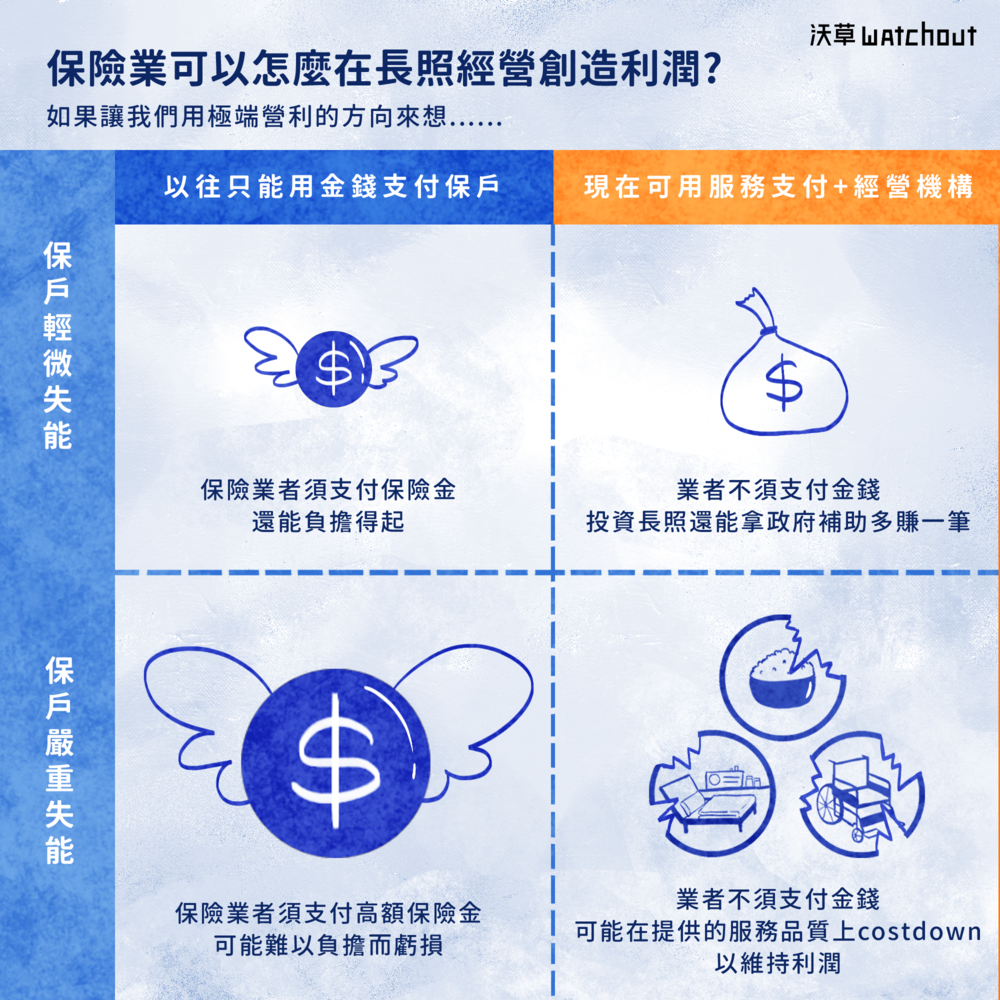 沃草 watchout
保險業可以怎麼在長照經營創造利潤?
如果讓我們用極端營利的方向來想......
以往只能用金錢支付保戶
現在可用服務支付+經營機構
保戶輕微失能
$
保險業者須支付保險金
還能負擔得起
$
業者不須支付金錢
投資長照還能拿政府補助多賺一筆
保戶嚴重失能
$
保險業者須支付高額保險金
可能難以負擔而虧損
業者不須支付金錢
可能在提供的服務品質上costdown
以維持利潤